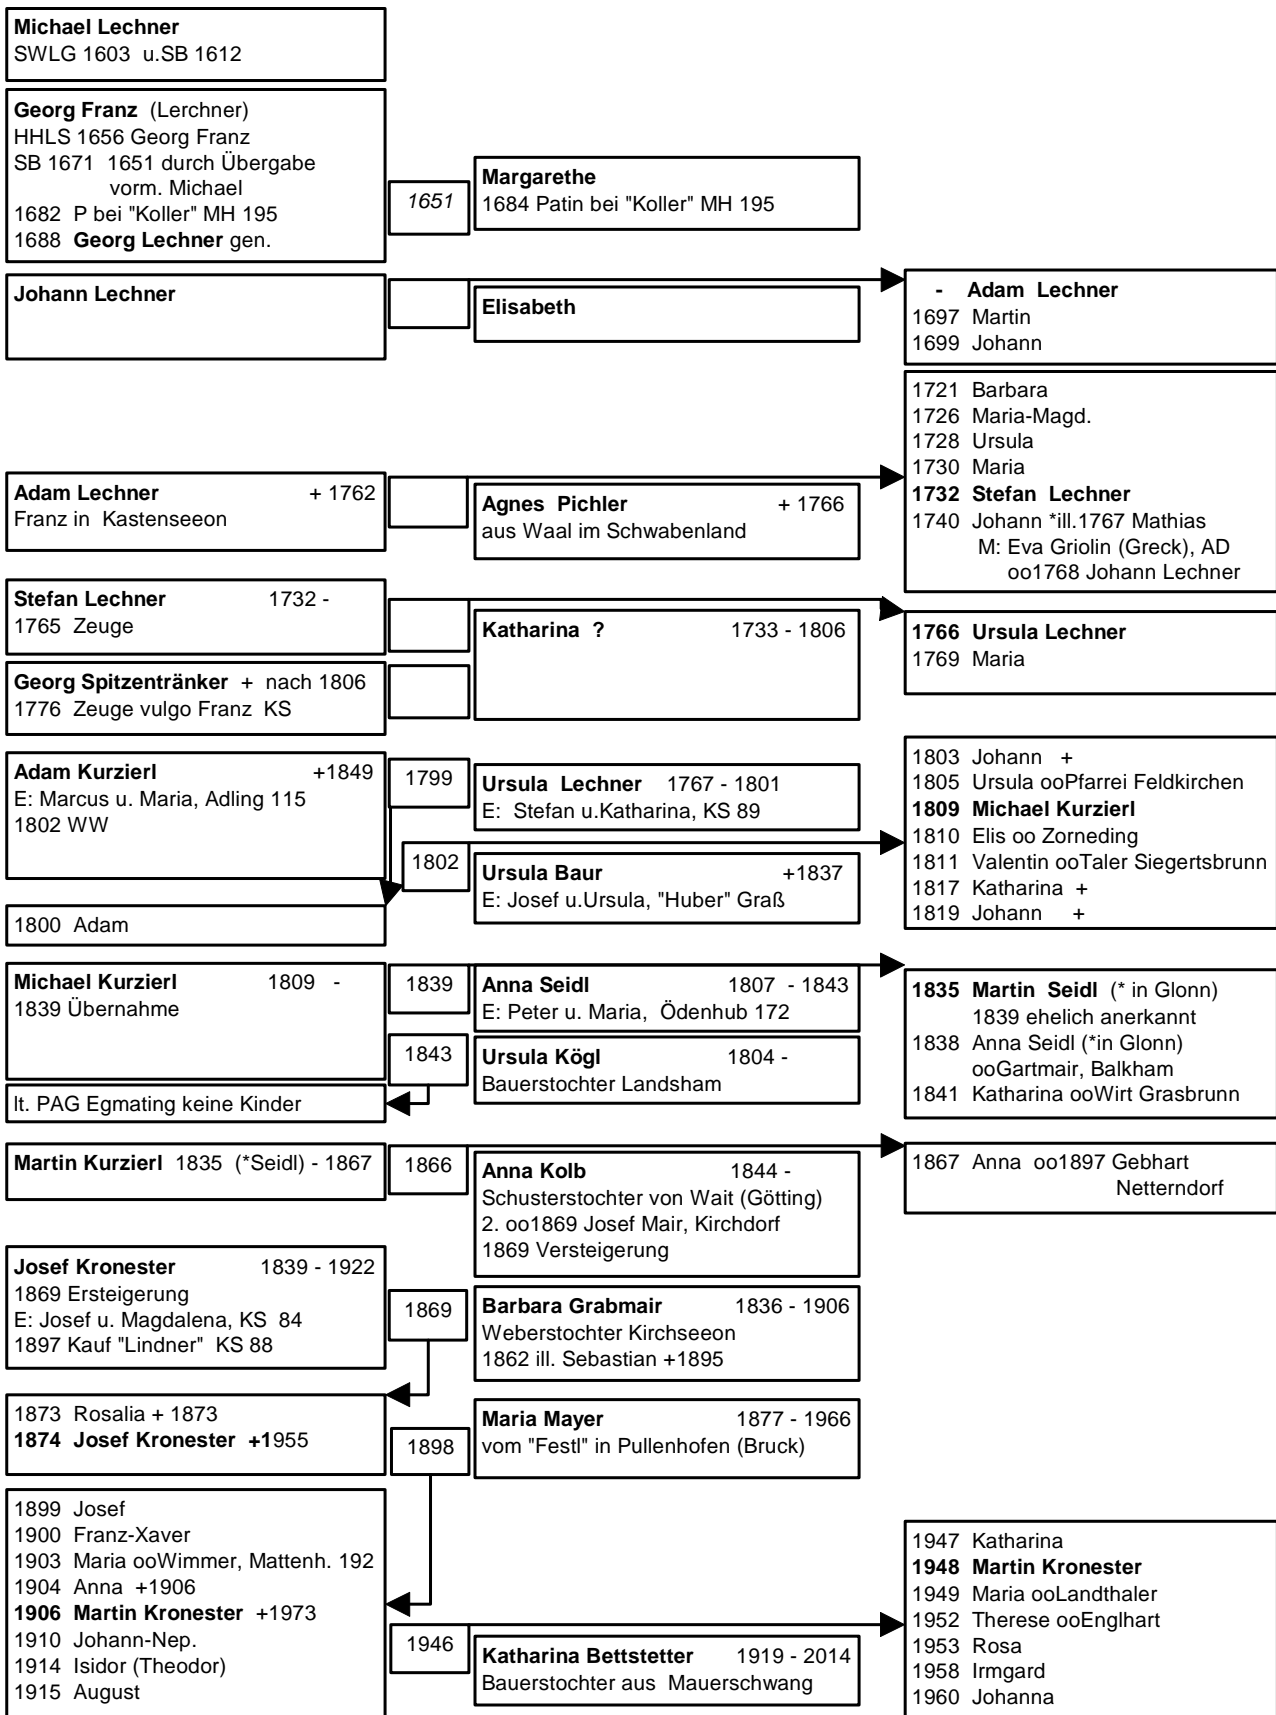 Michael Lechner
SWLG 1603 u.SB 1612
Georg Franz (Lerchner)
HHLS 1656 Georg Franz
SB 1671 1651 durch Übergabe
vorm. Michael
1682 P bei "Koller" MH 195
1688 Georg Lechner gen.
1651
Margarethe
1684 Patin bei "Koller" MH 195
Johann Lechner
Elisabeth
- Adam Lechner
1697 Martin
1699 Johann
Adam Lechner + 1762
Franz in Kastenseeon
Agnes Pichler + 1766
aus Waal im Schwabenland
1721 Barbara
1726 Maria-Magd.
1728 Ursula
1730 Maria
1732 Stefan Lechner
1740 Johann *ill.1767 Mathias
M: Eva Griolin (Greck), AD
oo1768 Johann Lechner
Stefan Lechner 1732 -
1765 Zeuge
Katharina ? 1733 - 1806
1766 Ursula Lechner
1769 Maria
Georg Spitzentränker + nach 1806
1776 Zeuge vulgo Franz KS
Adam Kurzierl +1849
E: Marcus u. Maria, Adling 115
1802 WW
1799
Ursula Lechner 1767 - 1801
E: Stefan u.Katharina, KS 89
1802
Ursula Baur +1837
E: Josef u.Ursula, "Huber" Graß
1803 Johann +
1805 Ursula ooPfarrei Feldkirchen
1809 Michael Kurzierl
1810 Elis oo Zorneding
1811 Valentin ooTaler Siegertsbrunn
1817 Katharina +
1819 Johann +
1800 Adam
Michael Kurzierl 1809 -
1839 Übernahme
1839
Anna Seidl 1807 - 1843
E: Peter u. Maria, Ödenhub 172
1843
Ursula Kögl 1804 -
Bauerstochter Landsham
1835 Martin Seidl (* in Glonn)
1839 ehelich anerkannt
1838 Anna Seidl (*in Glonn)
ooGartmair, Balkham
1841 Katharina ooWirt Grasbrunn
lt. PAG Egmating keine Kinder
Martin Kurzierl 1835 (*Seidl) - 1867
1866
Anna Kolb 1844 -
Schusterstochter von Wait (Götting)
2. oo1869 Josef Mair, Kirchdorf
1869 Versteigerung
1867 Anna oo1897 Gebhart
Netterndorf
Josef Kronester 1839 - 1922
1869 Ersteigerung
E: Josef u. Magdalena, KS 84
1897 Kauf "Lindner" KS 88
1869
Barbara Grabmair 1836 - 1906
Weberstochter Kirchseeon
1862 ill. Sebastian +1895
1873 Rosalia + 1873
1874 Josef Kronester +1955
1898
Maria Mayer 1877 - 1966
vom "Festl" in Pullenhofen (Bruck)
1899 Josef
1900 Franz-Xaver
1903 Maria ooWimmer, Mattenh. 192
1904 Anna +1906
1906 Martin Kronester +1973
1910 Johann-Nep.
1914 Isidor (Theodor)
1915 August
1946
Katharina Bettstetter 1919 - 2014
Bauerstochter aus Mauerschwang
1947 Katharina
1948 Martin Kronester
1949 Maria ooLandthaler
1952 Therese ooEnglhart
1953 Rosa
1958 Irmgard
1960 Johanna